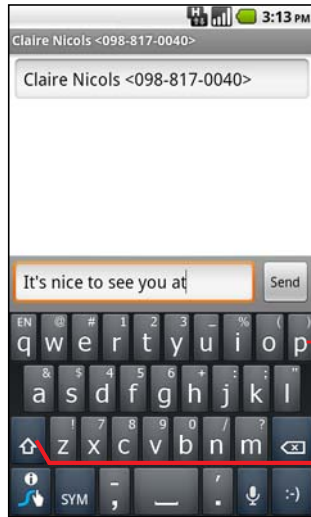 3:13 PM
Claire Nicols <098-817-0040>
Claire Nicols <098-817-0040>
It's nice to see you at
Send
EN @ # 1 2 3 _ % ( )
q w e r t y u i o p
& $ 4 5 6 + : ; "
a s d f g h j k l
! 7 8 9 0 / ?
z x c v b n m
i SYM - ; ' . :-)